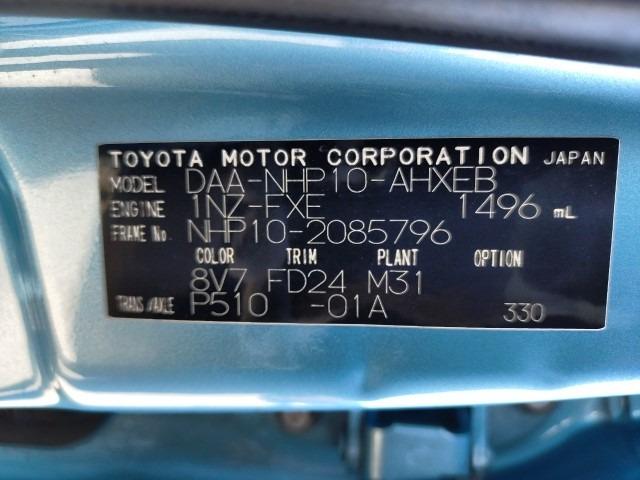 TOYOTA MOTOR CORPORATION JAPAN
MODEL DAA-NHP10-AHXEB
ENGINE 1NZ-FXE 1496 mL
FRAME No. NHP10-2085796
COLOR TRIM PLANT OPTION
8V7 FD24 M31
TRANS/AXLE P510 -01A 330